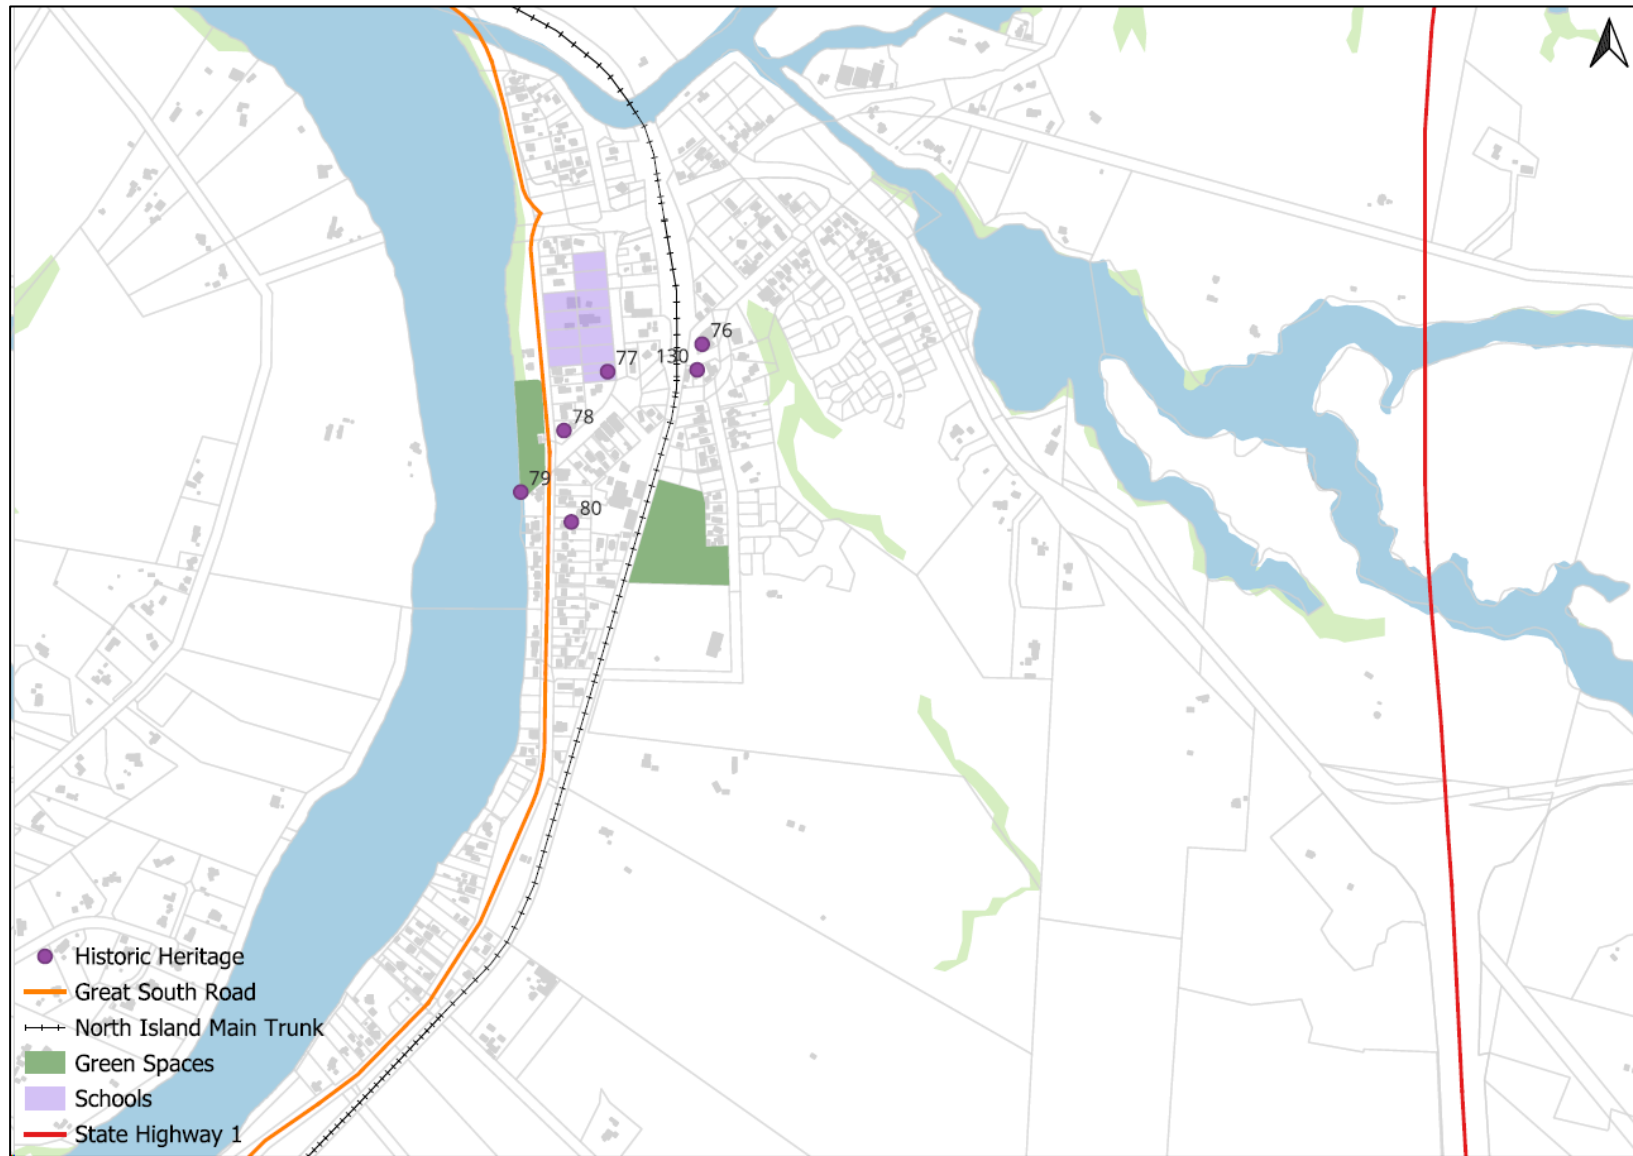 76
130
77
78
79
80
Historic Heritage
Great South Road
North Island Main Trunk
Green Spaces
Schools
State Highway 1